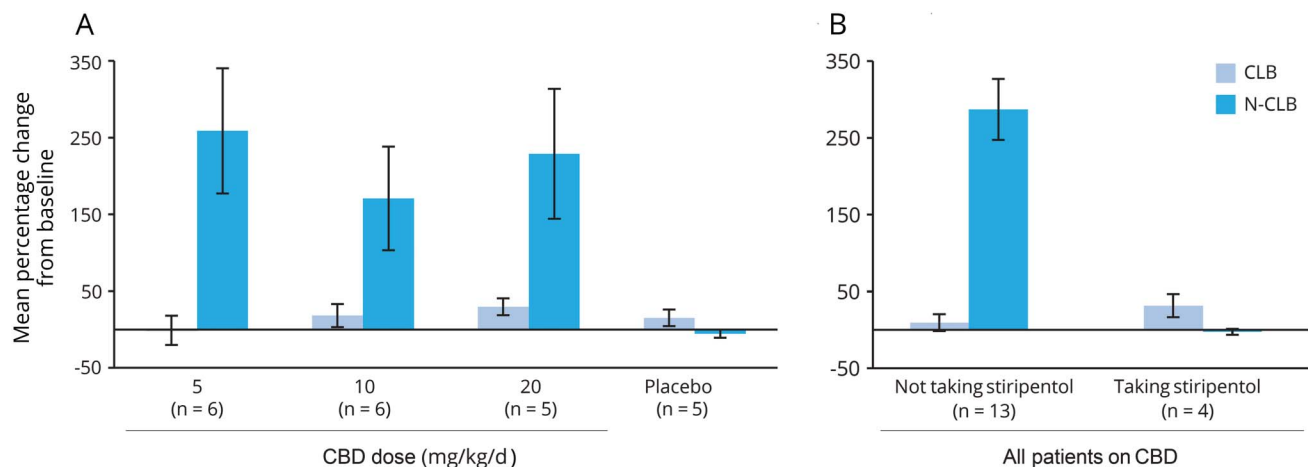 A
Mean percentage change
from baseline
350
250
150
50
-50
5
(n = 6)
10
(n = 6)
20
(n = 5)
Placebo
(n = 5)
CBD dose (mg/kg/d)
B
350
250
150
50
-50
CLB
N-CLB
Not taking stiripentol
(n = 13)
Taking stiripentol
(n = 4)
All patients on CBD